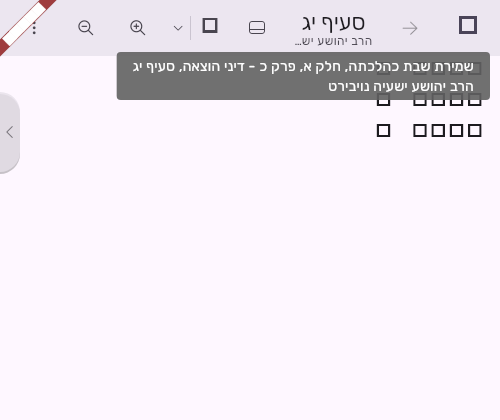 סעיף יג
הרב יהושע יש...
שמירת שבת כהלכתה, חלק א, פרק כ - דיני הוצאה, סעיף יג
הרב יהושע ישעיה נויבירט